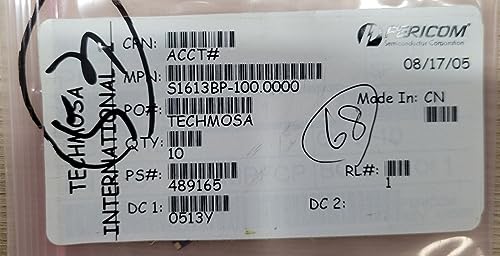 PERICOM
Semiconductor Corporation
08/17/05
CPN:
ACCT#
MPN:
S1613BP-100.0000
Made In: CN
PO#:
TECHMOSA
QTY:
10
PS#:
489165
RL#:
1
DC 1:
0513Y
DC 2:
TECHMOSA
INTERNATIONAL
68